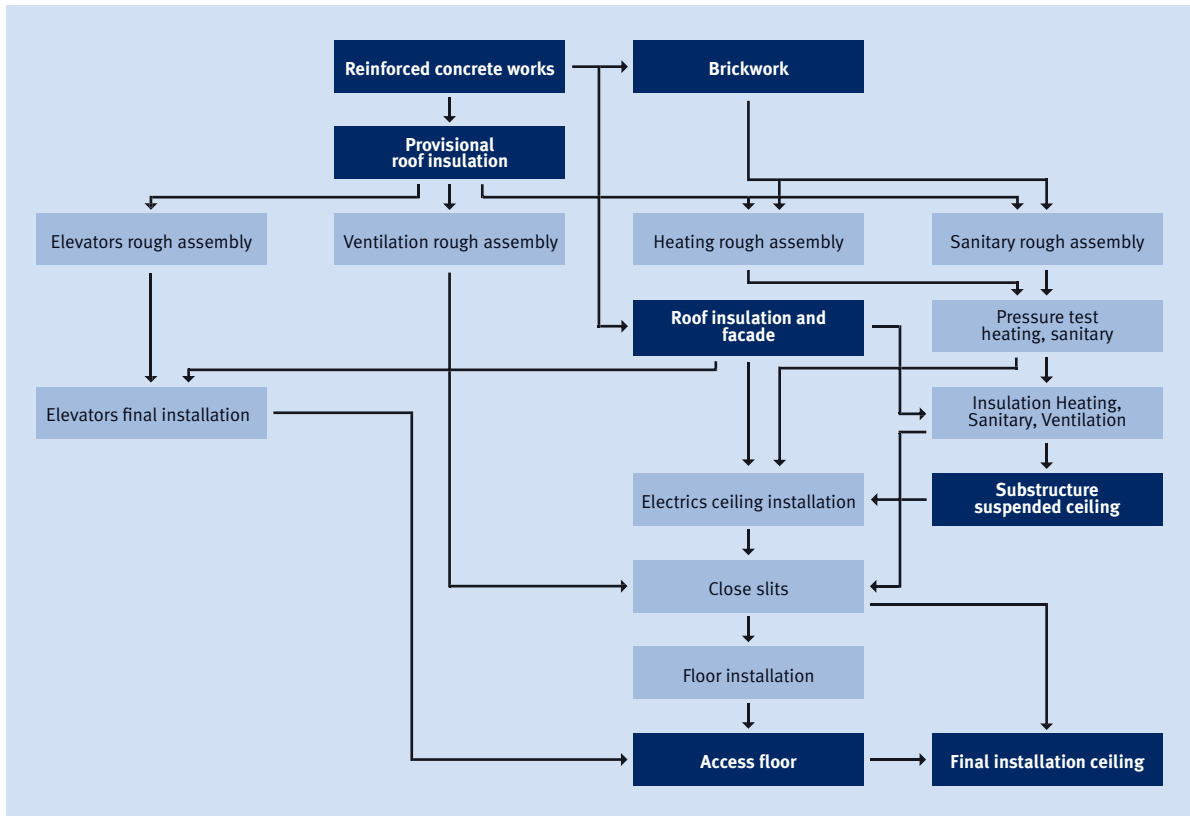 Reinforced concrete works
Brickwork
Provisional
roof insulation
Elevators rough assembly
Ventilation rough assembly
Heating rough assembly
Sanitary rough assembly
Roof insulation and
facade
Pressure test
heating, sanitary
Elevators final installation
Insulation Heating,
Sanitary, Ventilation
Electrics ceiling installation
Substructure
suspended ceiling
Close slits
Floor installation
Access floor
Final installation ceiling